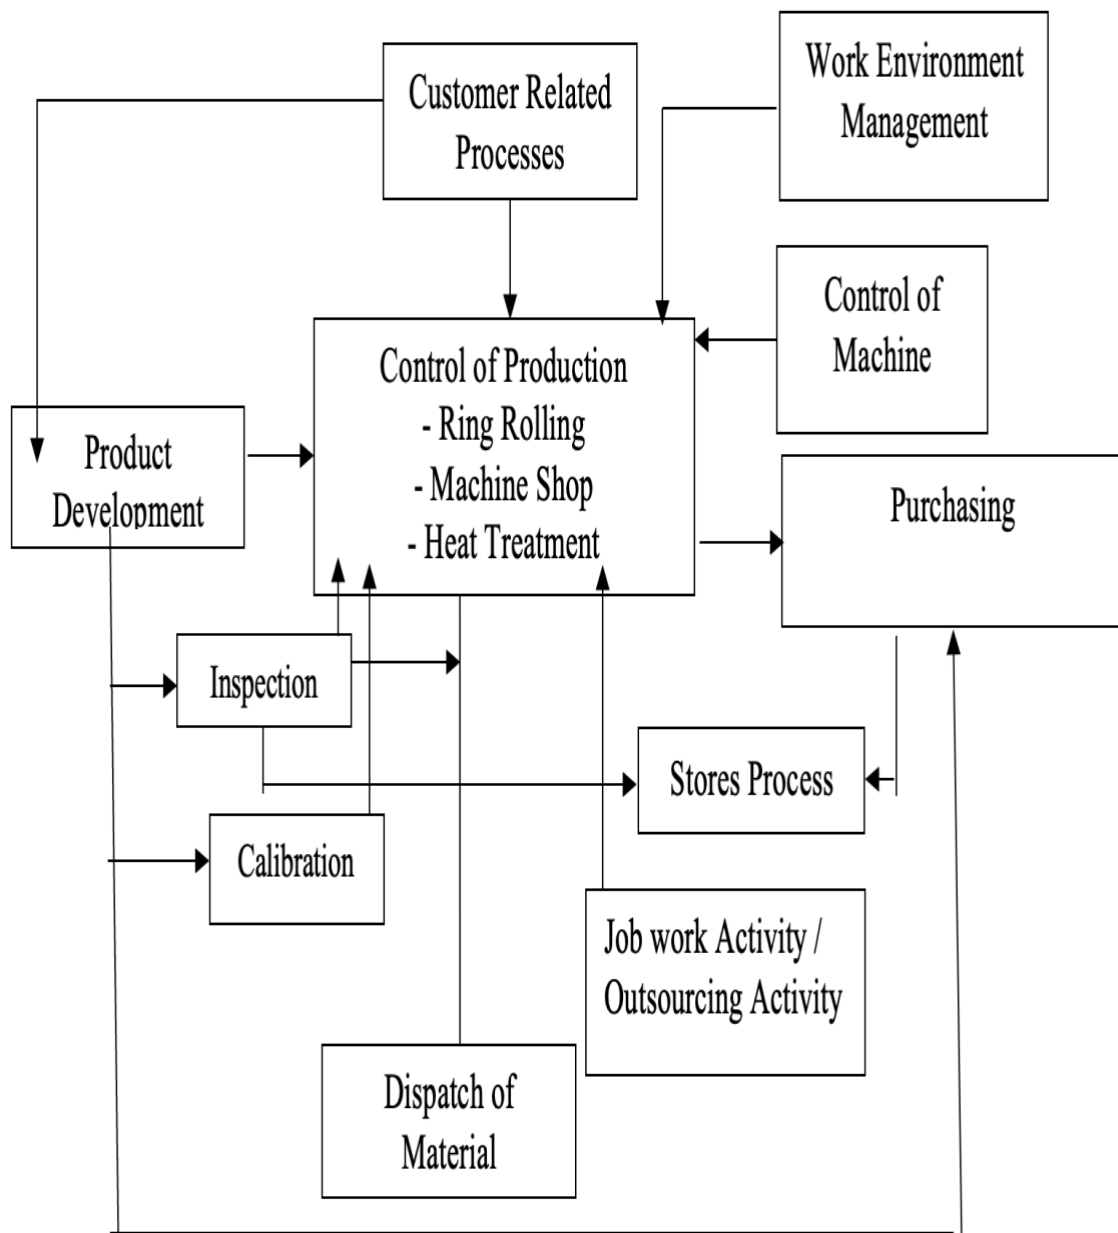 Customer Related
Processes
Work Environment
Management
Control of
Machine
Control of Production
- Ring Rolling
- Machine Shop
- Heat Treatment
Product
Development
Purchasing
Inspection
Stores Process
Calibration
Job work Activity /
Outsourcing Activity
Dispatch of
Material